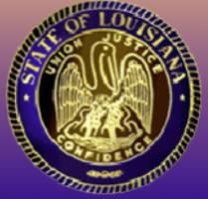 STATE OF LOUISIANA
UNION JUSTICE
CONFIDENCE